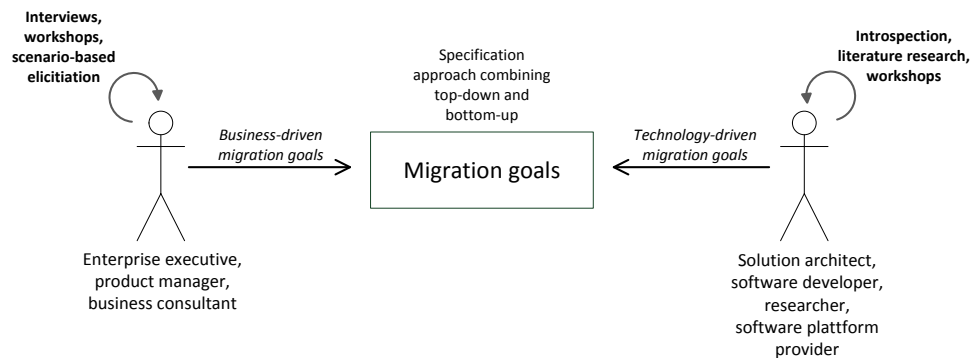 Interviews,
workshops,
scenario-based
elicitiation
Specification
approach combining
top-down and
bottom-up
Introspection,
literature research,
workshops
Business-driven
migration goals
Migration goals
Technology-driven
migration goals
Enterprise executive,
product manager,
business consultant
Solution architect,
software developer,
researcher,
software plattform
provider